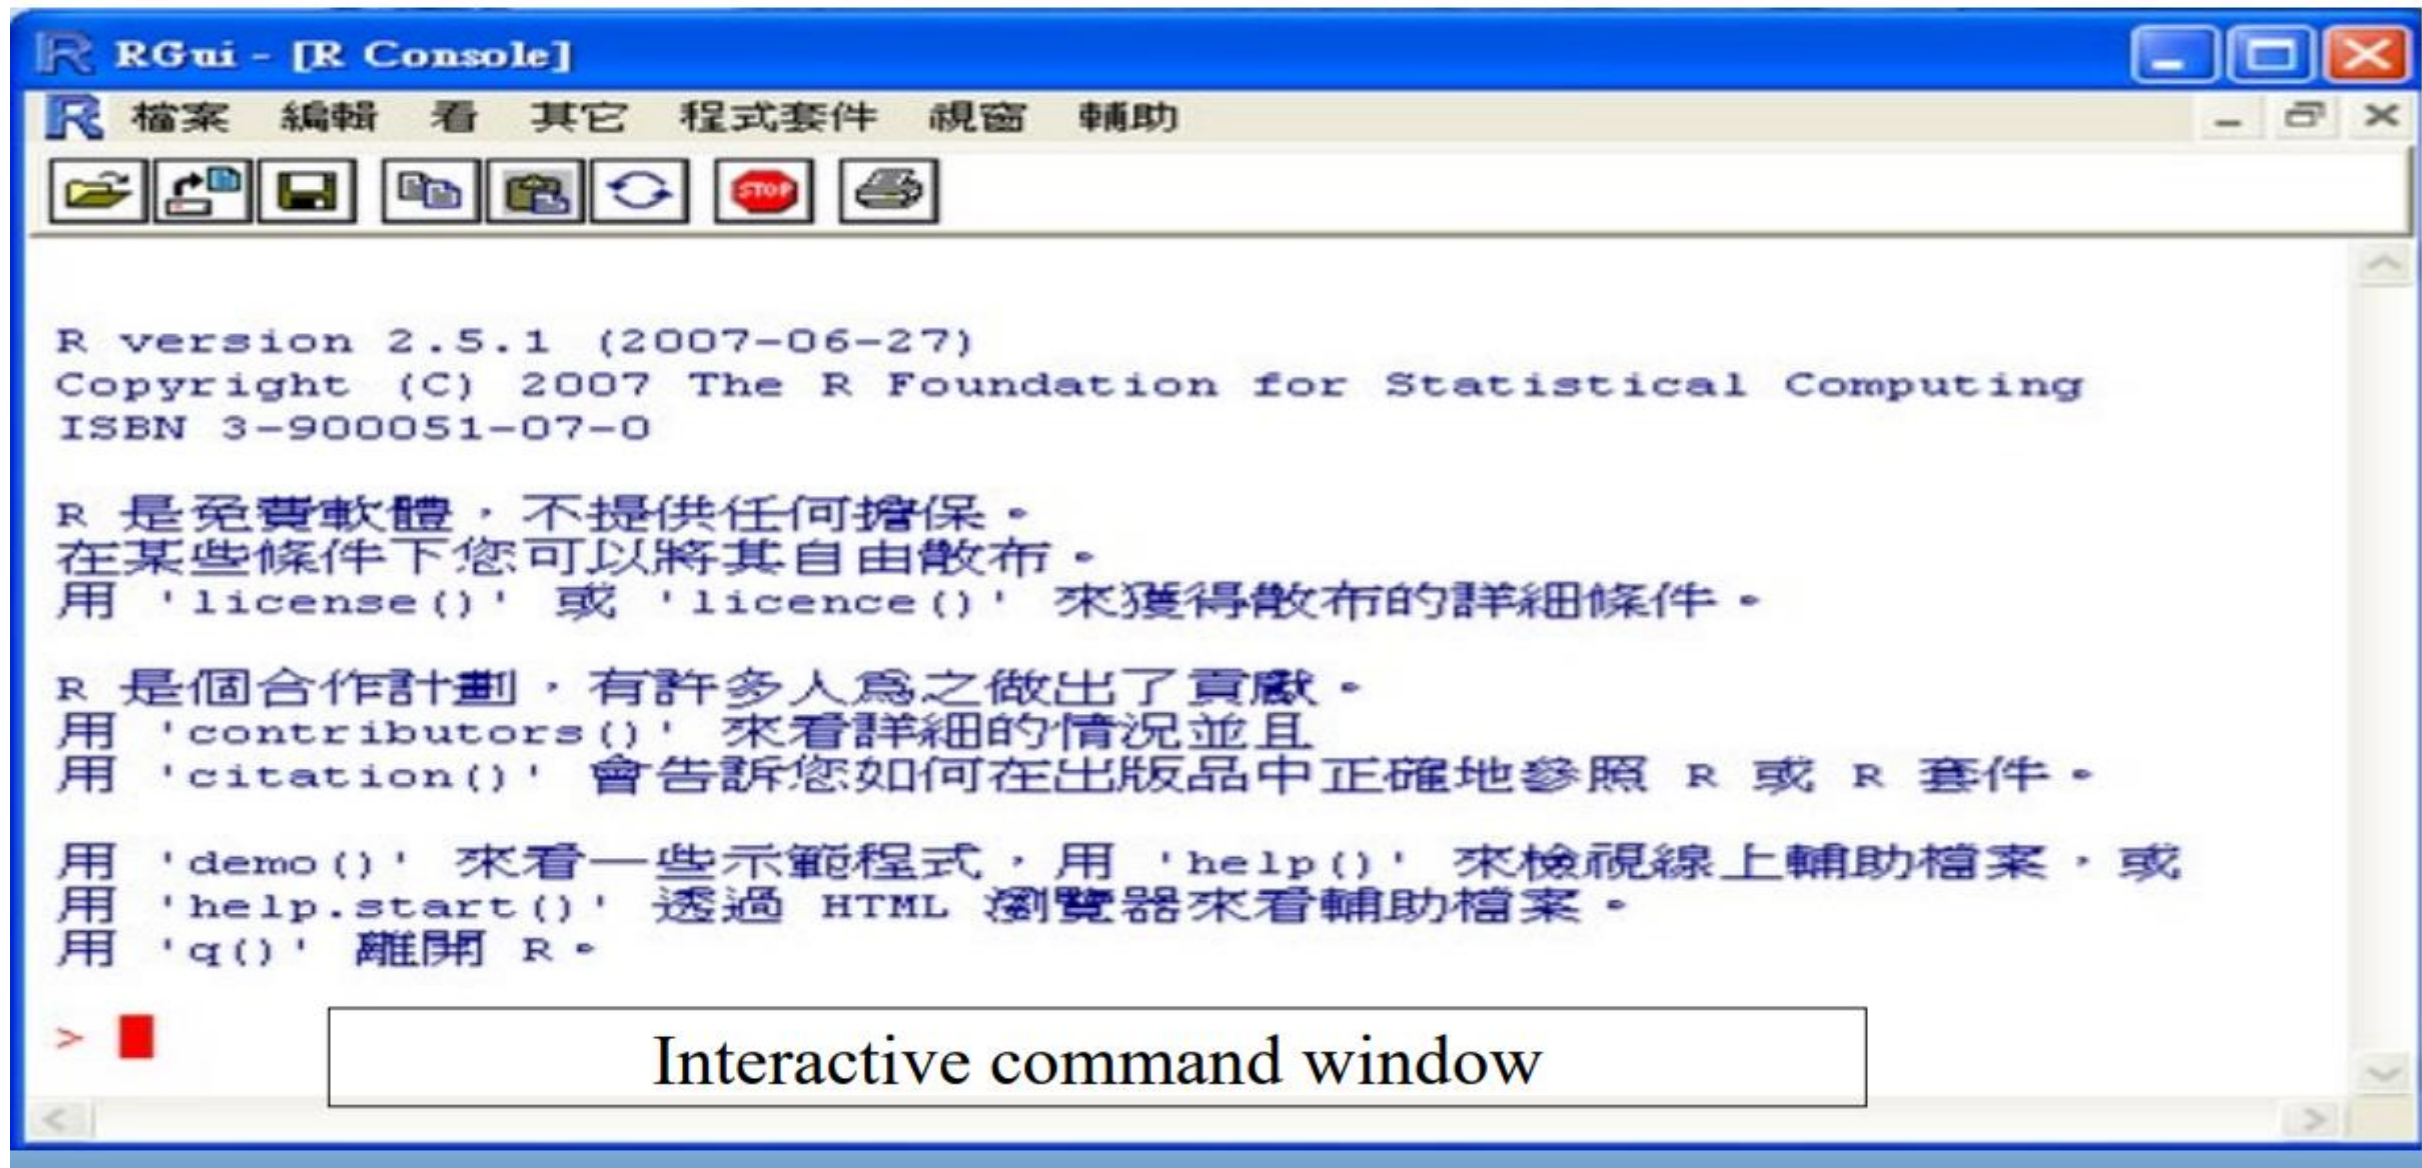 RGui - [R Console]
檔案 編輯 看 其它 程式套件 視窗 輔助
STOP
R version 2.5.1 (2007-06-27)
Copyright (C) 2007 The R Foundation for Statistical Computing
ISBN 3-900051-07-0
R 是免費軟體，不提供任何擔保。
在某些條件下您可以將其自由散布。
用 'license()' 或 'licence()' 來獲得散布的詳細條件。
R 是個合作計劃，有許多人為之做出了貢獻。
用 'contributors()' 來看詳細的情況並且
用 'citation()' 會告訴您如何在出版品中正確地參照 R 或 R 套件。
用 'demo()' 來看一些示範程式，用 'help()' 來檢視線上輔助檔案，或
用 'help.start()' 透過 HTML 瀏覽器來看輔助檔案。
用 'q()' 離開 R。
>
Interactive command window